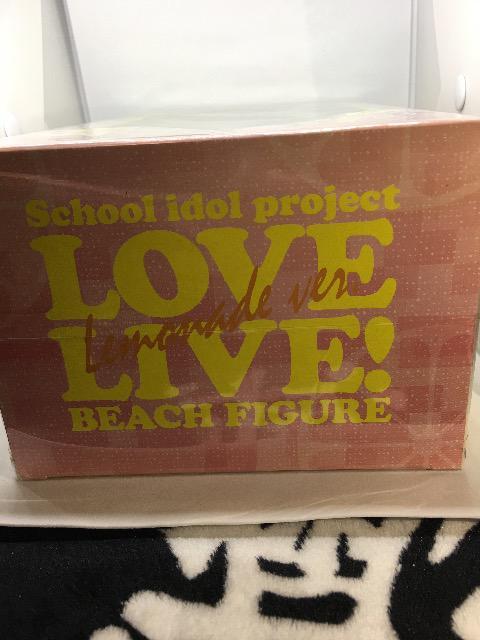 School idol project
LOVE
Lemonade ver.
LIVE!
BEACH FIGURE